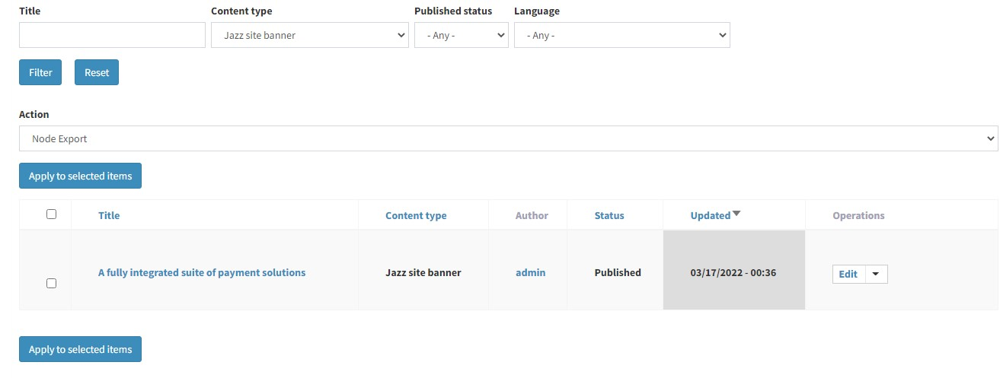 Title Content type Published status Language
Jazz site banner - Any - - Any -
Filter Reset
Action
Node Export
Apply to selected items
Title Content type Author Status Updated Operations
A fully integrated suite of payment solutions Jazz site banner admin Published 03/17/2022 - 00:36 Edit
Apply to selected items